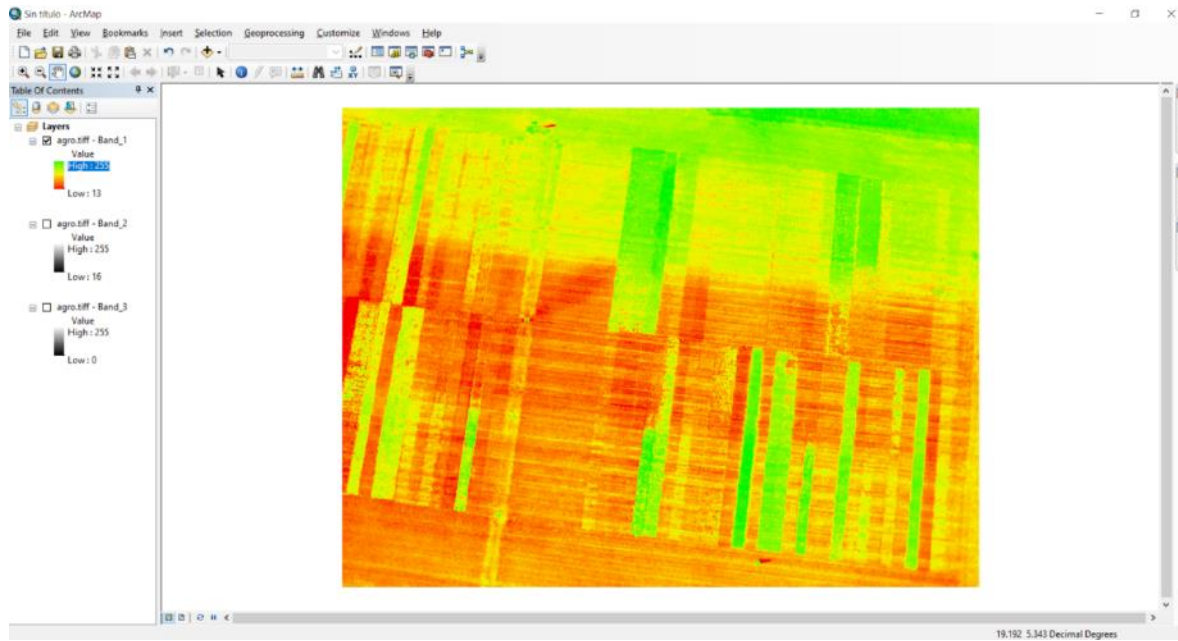 Sin título - ArcMap
File Edit View Bookmarks Insert Selection Geoprocessing Customize Windows Help
Table Of Contents
Layers
agro.tiff - Band_1
Value
High : 255
Low : 13
agro.tiff - Band_2
Value
High : 255
Low : 16
agro.tiff - Band_3
Value
High : 255
Low : 0
19.192 5.343 Decimal Degrees